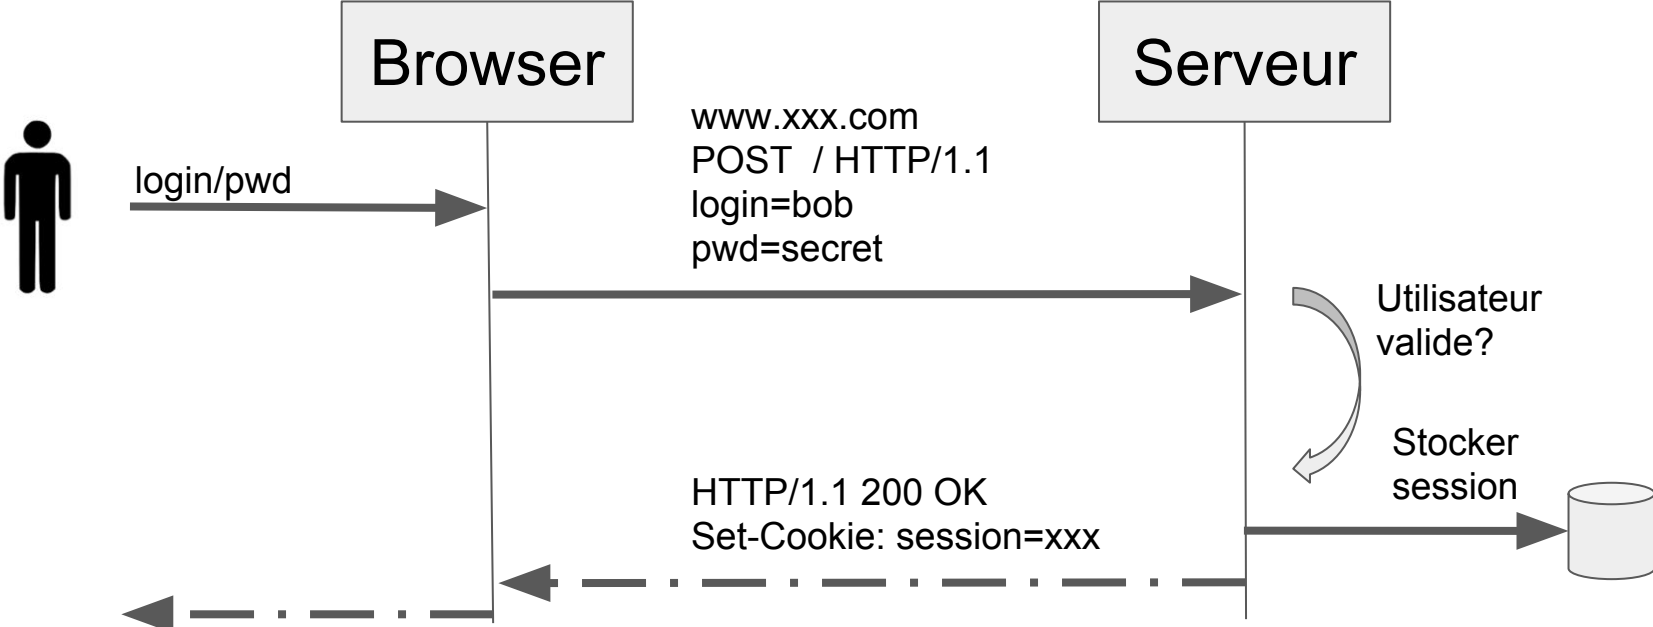 Browser
Serveur
login/pwd
www.xxx.com
POST  / HTTP/1.1
login=bob
pwd=secret
Utilisateur
valide?
Stocker
session
HTTP/1.1 200 OK
Set-Cookie: session=xxx